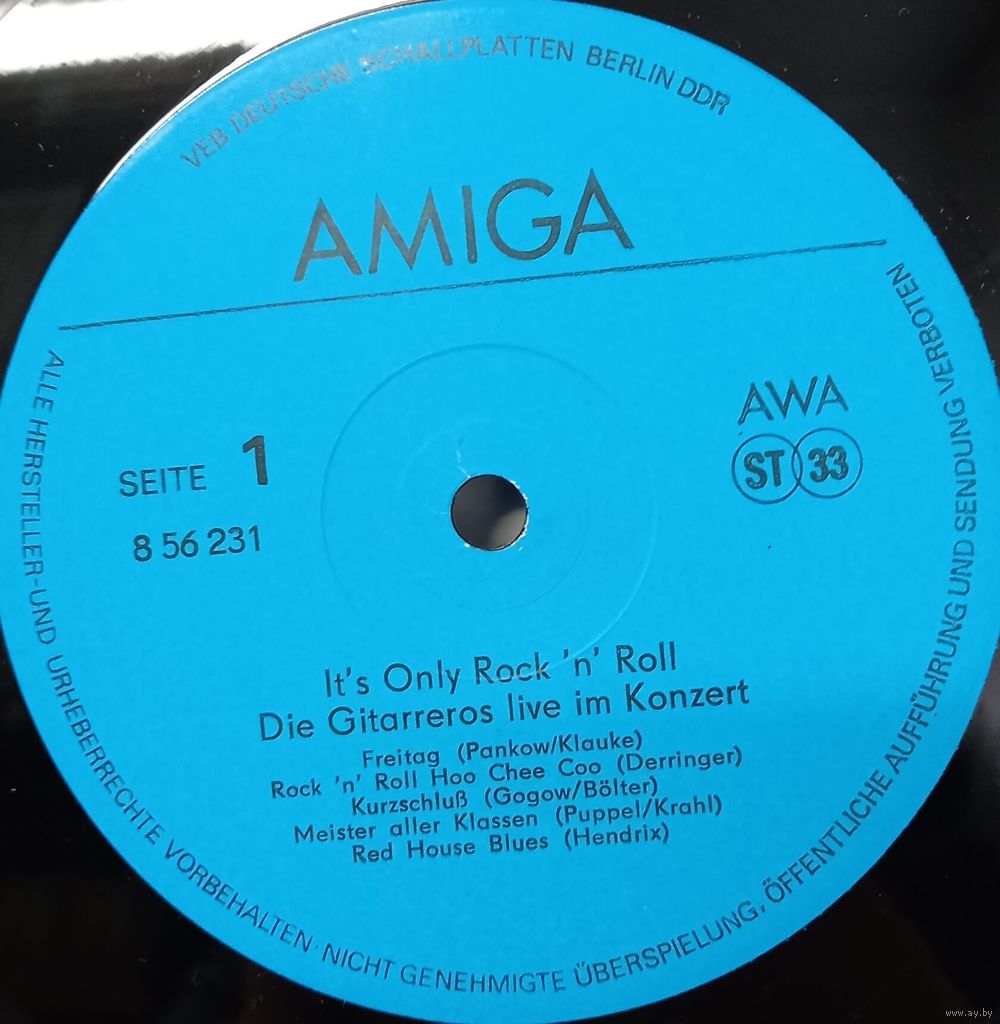 VEB DEUTSCHE SCHALLPLATTEN BERLIN DDR
AMIGA
AWA
ST 33
SEITE 1
8 56 231
It's Only Rock 'n' Roll
Die Gitarreros live im Konzert
Freitag (Pankow/Klauke)
Rock 'n' Roll Hoo Chee Coo (Derringer)
Kurzschluß (Gogow/Bölter)
Meister aller Klassen (Puppel/Krahl)
Red House Blues (Hendrix)
ALLE HERSTELLER-UND URHEBERRECHTE VORBEHALTEN · NICHT GENEHMIGTE ÜBERSPIELUNG, ÖFFENTLICHE AUFFÜHRUNG UND SENDUNG VERBOTEN
www.ay.by